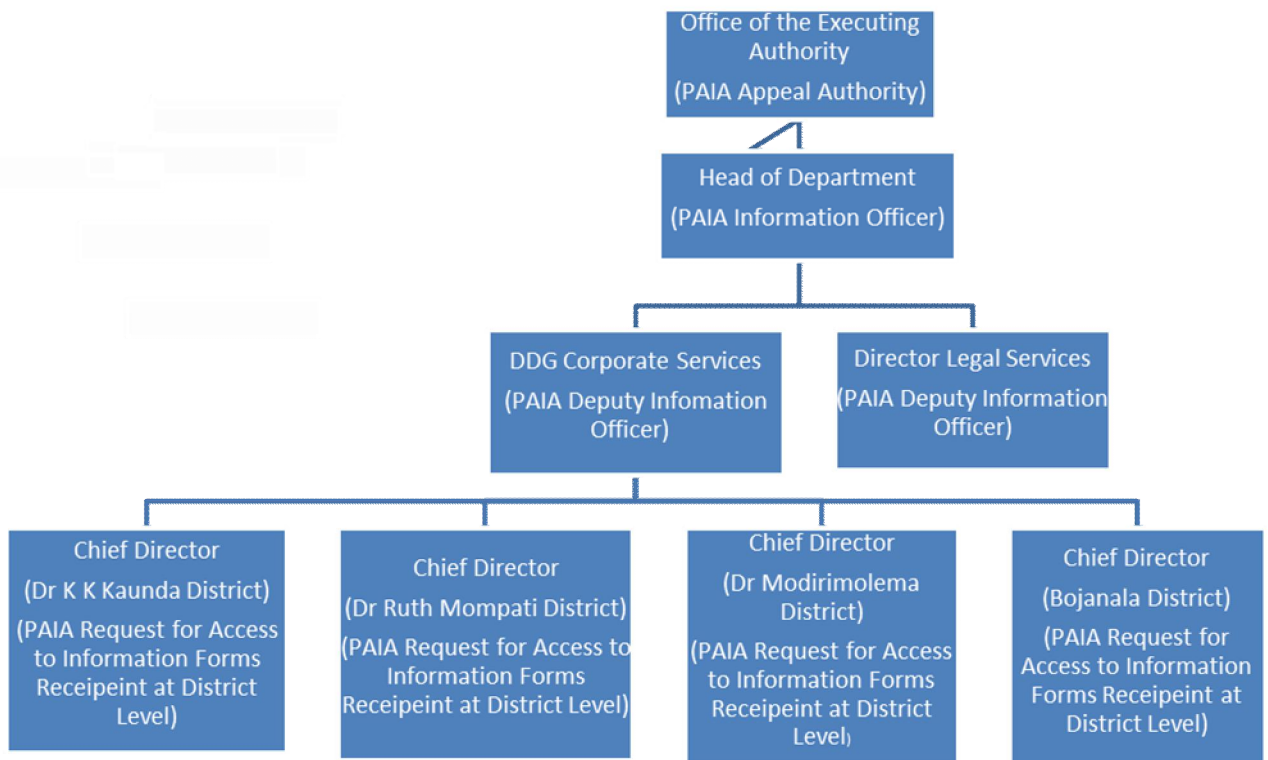 Office of the Executing
Authority
(PAIA Appeal Authority)
Head of Department
(PAIA Information Officer)
DDG Corporate Services
(PAIA Deputy Infomation
Officer)
Director Legal Services
(PAIA Deputy Information
Officer)
Chief Director
(Dr K K Kaunda District)
(PAIA Request for Access
to Information Forms
Receipeint at District
Level)
Chief Director
(Dr Ruth Mompati District)
(PAIA Request for Access to
Information Forms
Receipeint at District Level)
Chief Director
(Dr Modirimolema
District)
(PAIA Request for Access
to Information Forms
Receipeint at District
Level)
Chief Director
(Bojanala District)
(PAIA Request for
Access to Information
Forms Receipeint at
District Level)